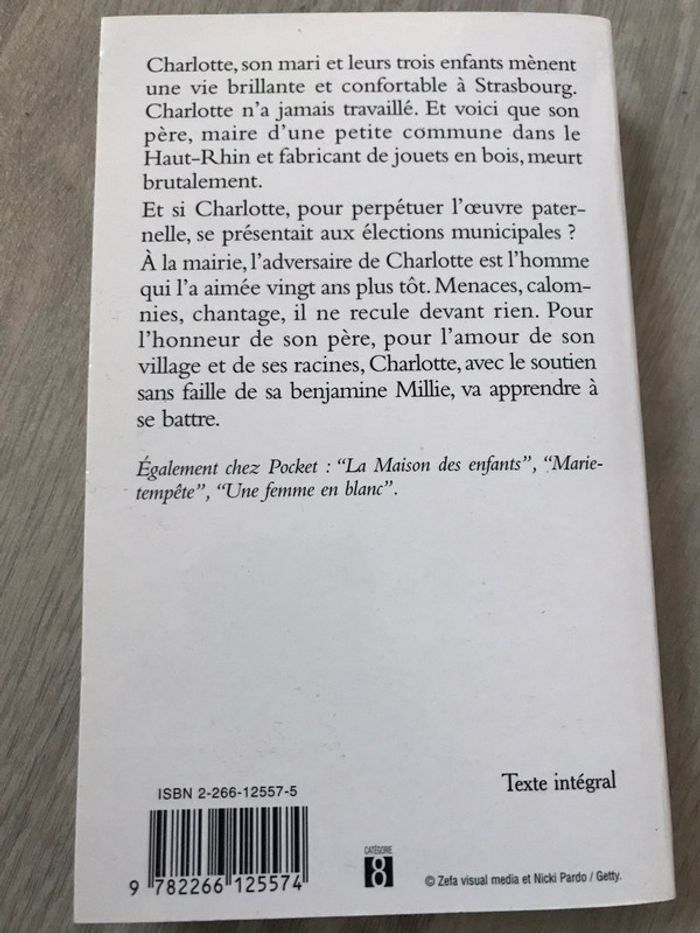 Charlotte, son mari et leurs trois enfants mènent
une vie brillante et confortable à Strasbourg.
Charlotte n'a jamais travaillé. Et voici que son
père, maire d'une petite commune dans le
Haut-Rhin et fabricant de jouets en bois, meurt
brutalement.
Et si Charlotte, pour perpétuer l'œuvre pater-
nelle, se présentait aux élections municipales ?
À la mairie, l'adversaire de Charlotte est l'homme
qui l'a aimée vingt ans plus tôt. Menaces, calom-
nies, chantage, il ne recule devant rien. Pour
l'honneur de son père, pour l'amour de son
village et de ses racines, Charlotte, avec le soutien
sans faille de sa benjamine Millie, va apprendre à
se battre.
Également chez Pocket : “La Maison des enfants”, “Marie-
tempête”, “Une femme en blanc”.
Texte intégral
ISBN 2-266-12557-5
9 782266 125574
CATÉGORIE
8
© Zefa visual media et Nicki Pardo / Getty.